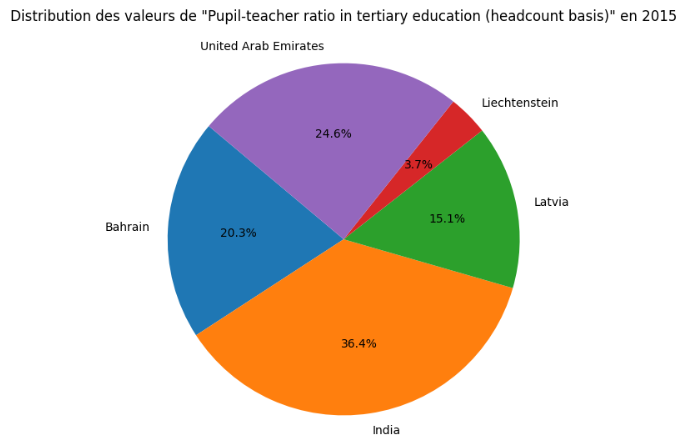 Distribution des valeurs de "Pupil-teacher ratio in tertiary education (headcount basis)" en 2015
United Arab Emirates
Liechtenstein
24.6%
3.7%
Latvia
15.1%
Bahrain
20.3%
36.4%
India